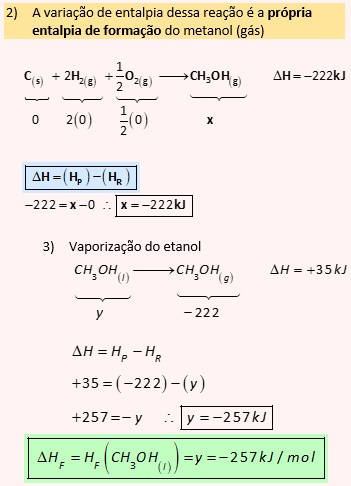 2) A variação de entalpia dessa reação é a própria
entalpia de formação do metanol (gás)
C(s) + 2H2(g) + 1/2 O2(g) ⟶ CH3OH(g) ΔH=−222kJ
0 2(0) 1/2 (0) x
ΔH=(HP)−(HR)
−222=x−0 ∴ x=−222kJ
3) Vaporização do etanol
CH3OH(l) ⟶ CH3OH(g) ΔH = +35kJ
y −222
ΔH = HP − HR
+35 = (−222)−(y)
+257 = −y ∴ y = −257kJ
ΔHF = HF (CH3OH(l)) = y = −257kJ / mol